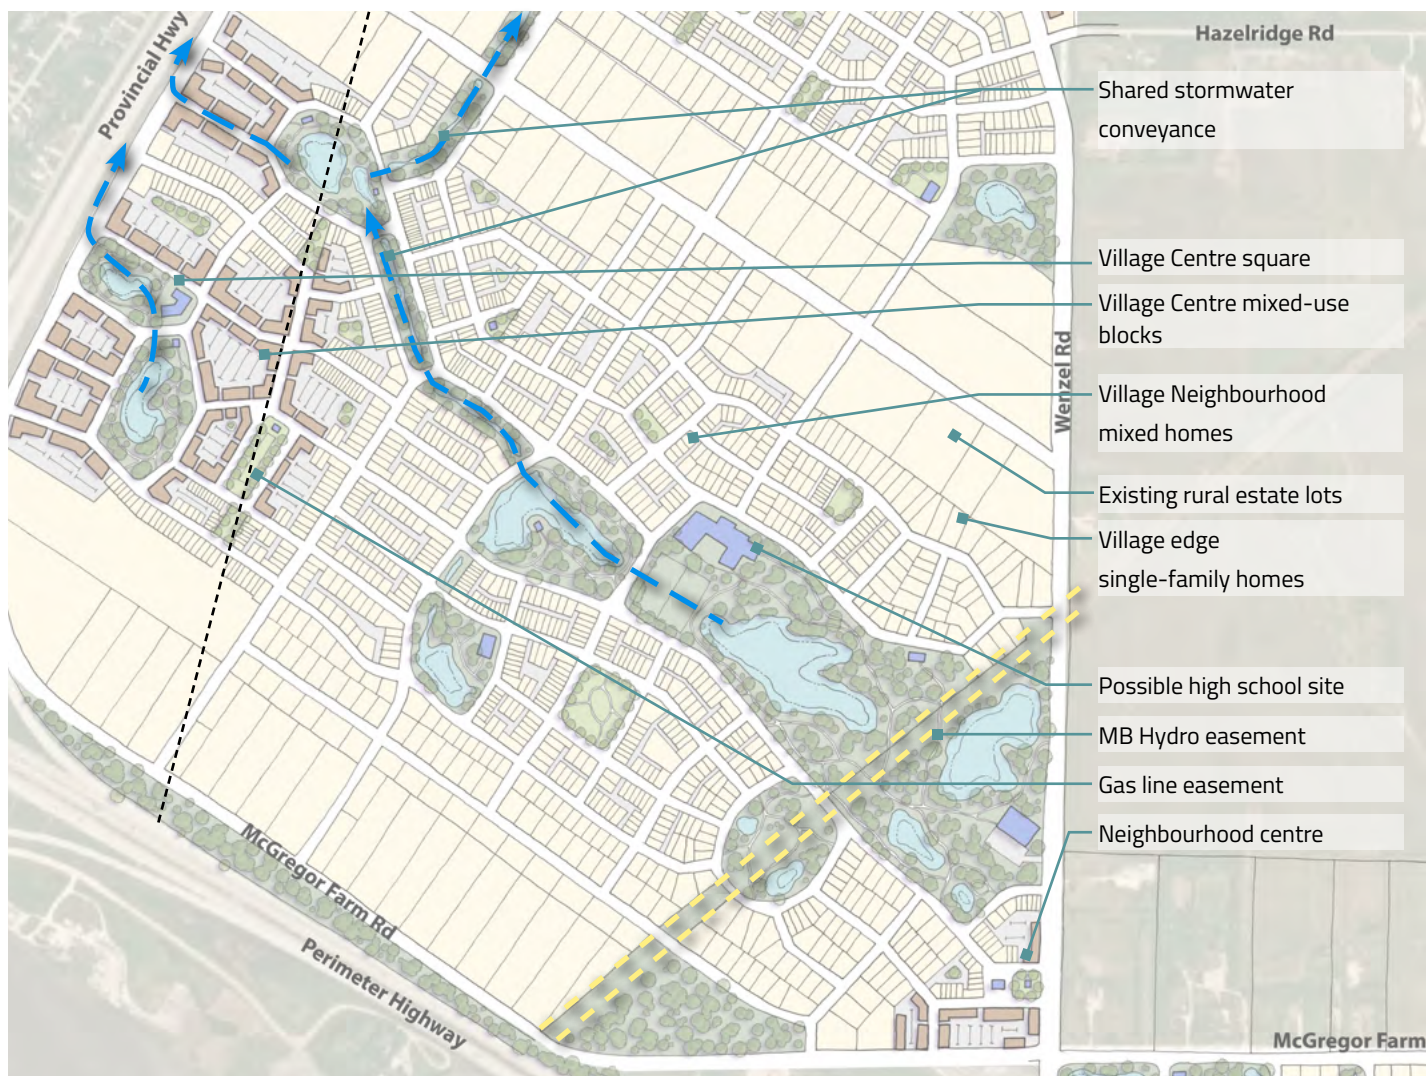 Hazelridge Rd
Provincial Hwy
Shared stormwater
conveyance
Village Centre square
Village Centre mixed-use
blocks
Wenzel Rd
Village Neighbourhood
mixed homes
Existing rural estate lots
Village edge
single-family homes
Possible high school site
MB Hydro easement
Gas line easement
Neighbourhood centre
McGregor Farm Rd
Perimeter Highway
McGregor Farm